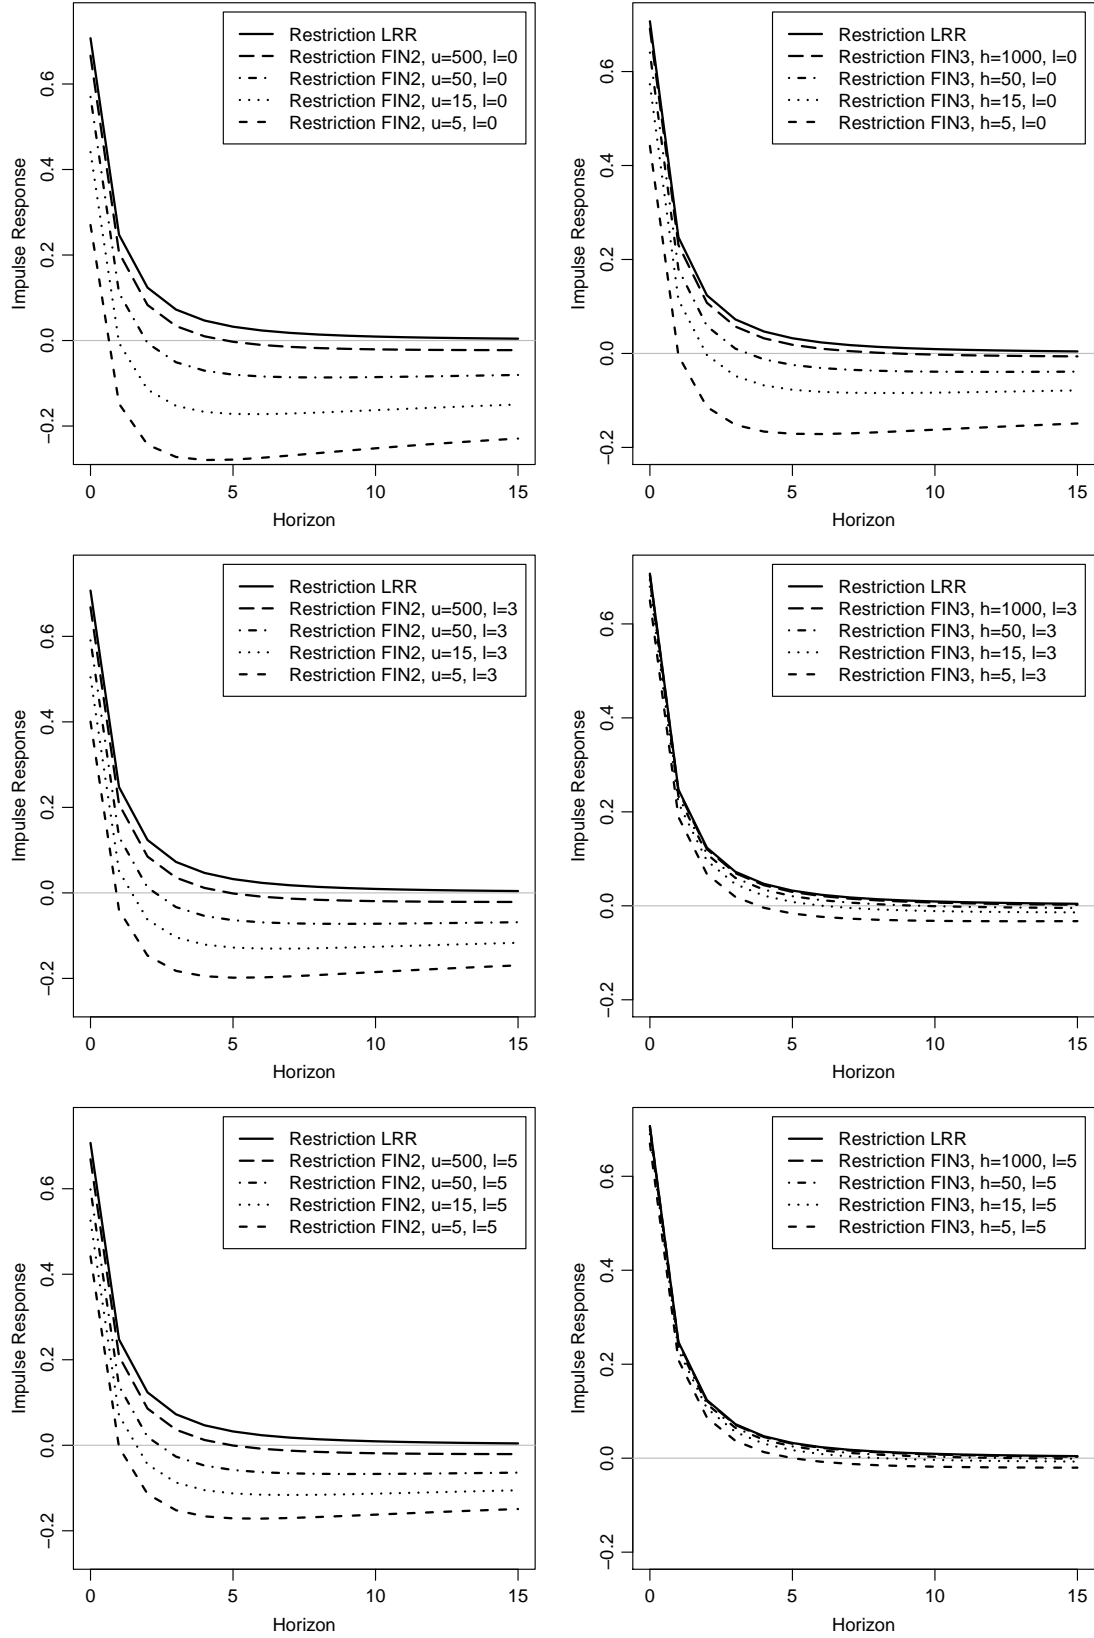 Restriction LRR
Restriction FIN2, u=500, l=0
Restriction FIN2, u=50, l=0
Restriction FIN2, u=15, l=0
Restriction FIN2, u=5, l=0
Impulse Response
0.6
0.4
0.2
0.0
−0.2
0 5 10 15
Horizon
Restriction LRR
Restriction FIN3, h=1000, l=0
Restriction FIN3, h=50, l=0
Restriction FIN3, h=15, l=0
Restriction FIN3, h=5, l=0
Impulse Response
0.6
0.4
0.2
0.0
−0.2
0 5 10 15
Horizon
Restriction LRR
Restriction FIN2, u=500, l=3
Restriction FIN2, u=50, l=3
Restriction FIN2, u=15, l=3
Restriction FIN2, u=5, l=3
Impulse Response
0.6
0.4
0.2
0.0
−0.2
0 5 10 15
Horizon
Restriction LRR
Restriction FIN3, h=1000, l=3
Restriction FIN3, h=50, l=3
Restriction FIN3, h=15, l=3
Restriction FIN3, h=5, l=3
Impulse Response
0.6
0.4
0.2
0.0
−0.2
0 5 10 15
Horizon
Restriction LRR
Restriction FIN2, u=500, l=5
Restriction FIN2, u=50, l=5
Restriction FIN2, u=15, l=5
Restriction FIN2, u=5, l=5
Impulse Response
0.6
0.4
0.2
0.0
−0.2
0 5 10 15
Horizon
Restriction LRR
Restriction FIN3, h=1000, l=5
Restriction FIN3, h=50, l=5
Restriction FIN3, h=15, l=5
Restriction FIN3, h=5, l=5
Impulse Response
0.6
0.4
0.2
0.0
−0.2
0 5 10 15
Horizon